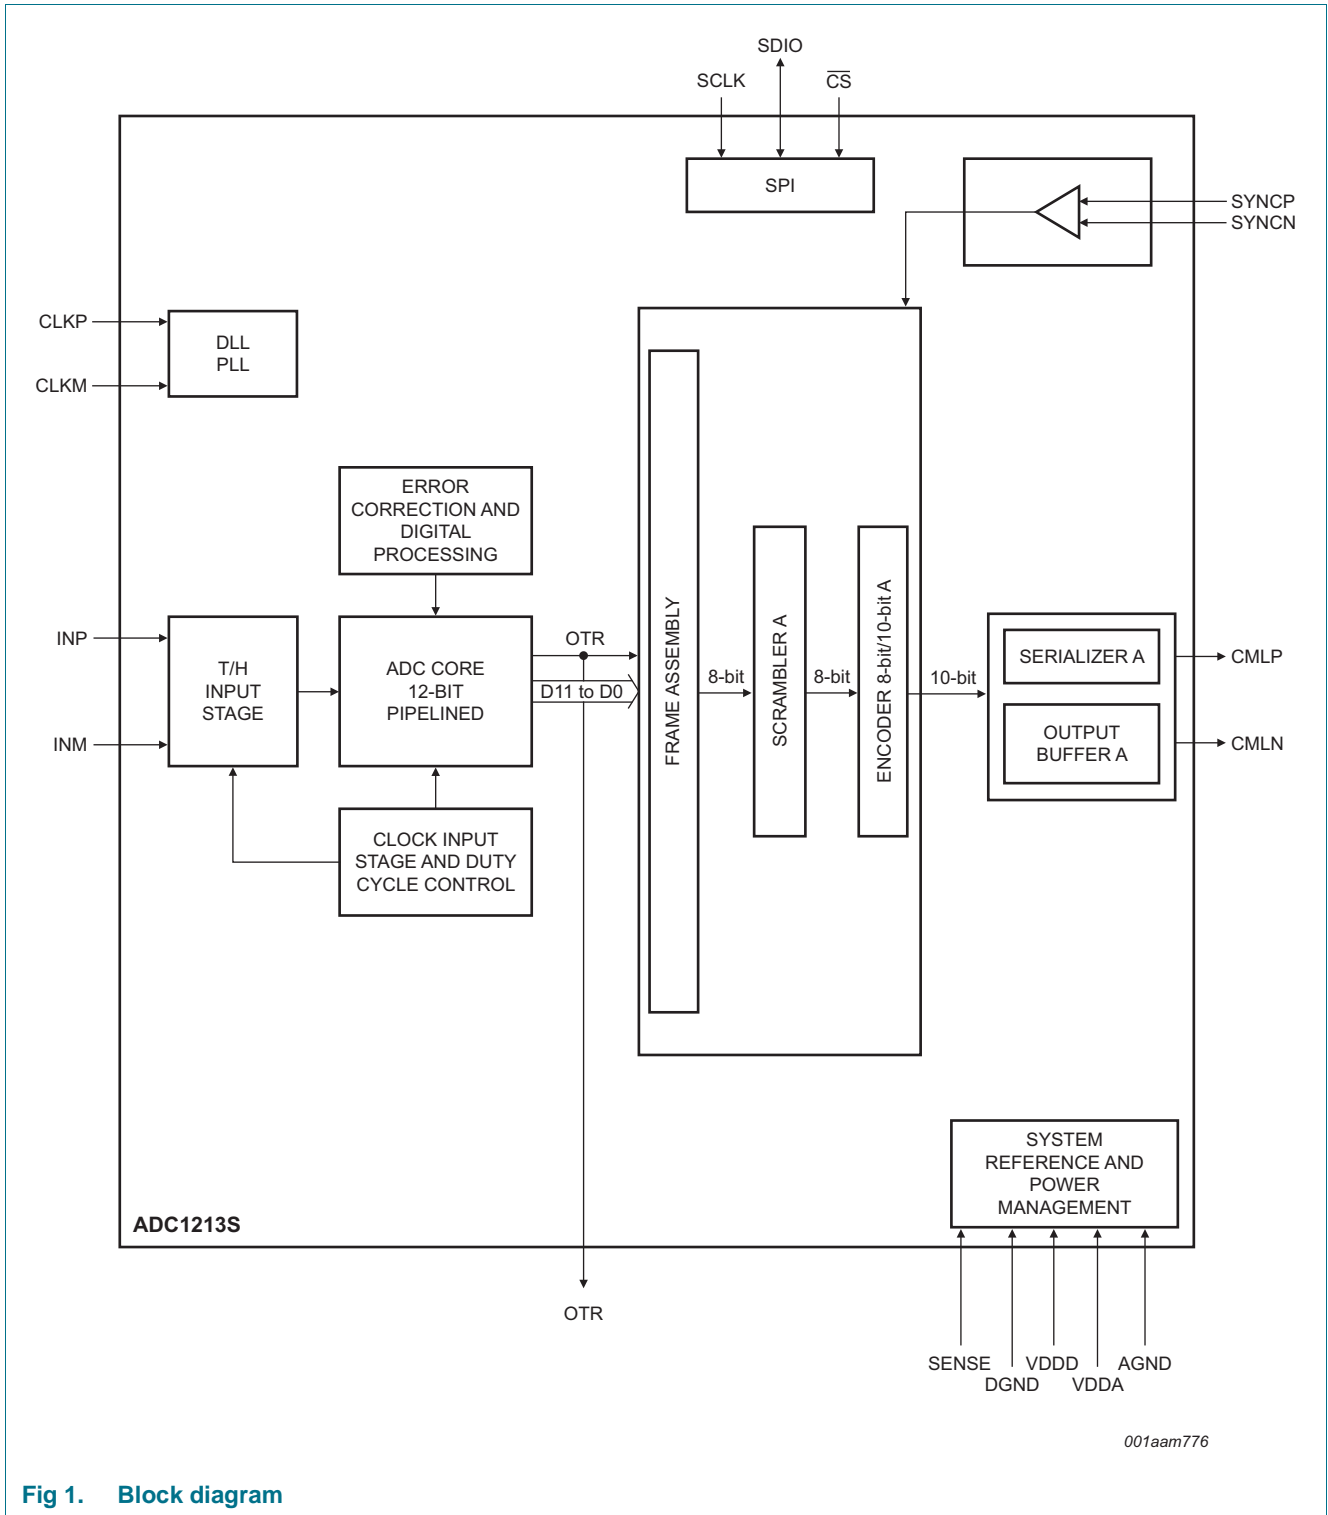 SDIO
SCLK
CS
SPI
SYNCP
SYNCN
CLKP
CLKM
DLL
PLL
ERROR
CORRECTION AND
DIGITAL
PROCESSING
INP
INM
T/H
INPUT
STAGE
ADC CORE
12-BIT
PIPELINED
OTR
D11 to D0
FRAME ASSEMBLY
8-bit
SCRAMBLER A
8-bit
ENCODER 8-bit/10-bit A
10-bit
SERIALIZER A
OUTPUT
BUFFER A
CMLP
CMLN
CLOCK INPUT
STAGE AND DUTY
CYCLE CONTROL
SYSTEM
REFERENCE AND
POWER
MANAGEMENT
ADC1213S
OTR
SENSE
DGND
VDDD
VDDA
AGND
001aam776
Fig 1. Block diagram